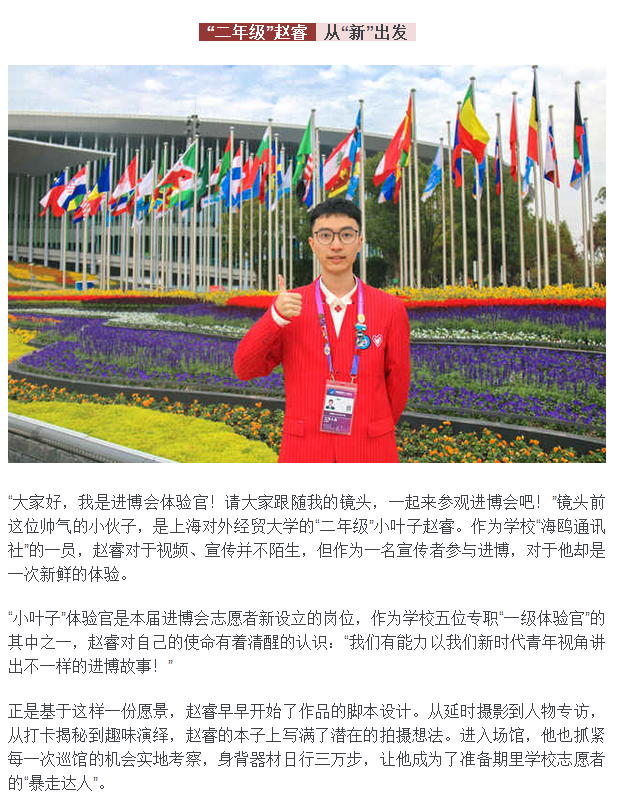 “二年级”赵睿 从“新”出发
“大家好，我是进博会体验官！请大家跟随我的镜头，一起来参观进博会吧！”镜头前
这位帅气的小伙子，是上海对外经贸大学的“二年级”小叶子赵睿。作为学校“海鸥通讯
社”的一员，赵睿对于视频、宣传并不陌生，但作为一名宣传者参与进博，对于他却是
一次新鲜的体验。
“小叶子”体验官是本届进博会志愿者新设立的岗位，作为学校五位专职“一级体验官”的
其中之一，赵睿对自己的使命有着清醒的认识：“我们有能力以我们新时代青年视角讲
出不一样的进博故事！”
正是基于这样一份愿景，赵睿早早开始了作品的脚本设计。从延时摄影到人物专访，
从打卡揭秘到趣味演绎，赵睿的本子上写满了潜在的拍摄想法。进入场馆，他也抓紧
每一次巡馆的机会实地考察，身背器材日行三万步，让他成为了准备期里学校志愿者
的“暴走达人”。